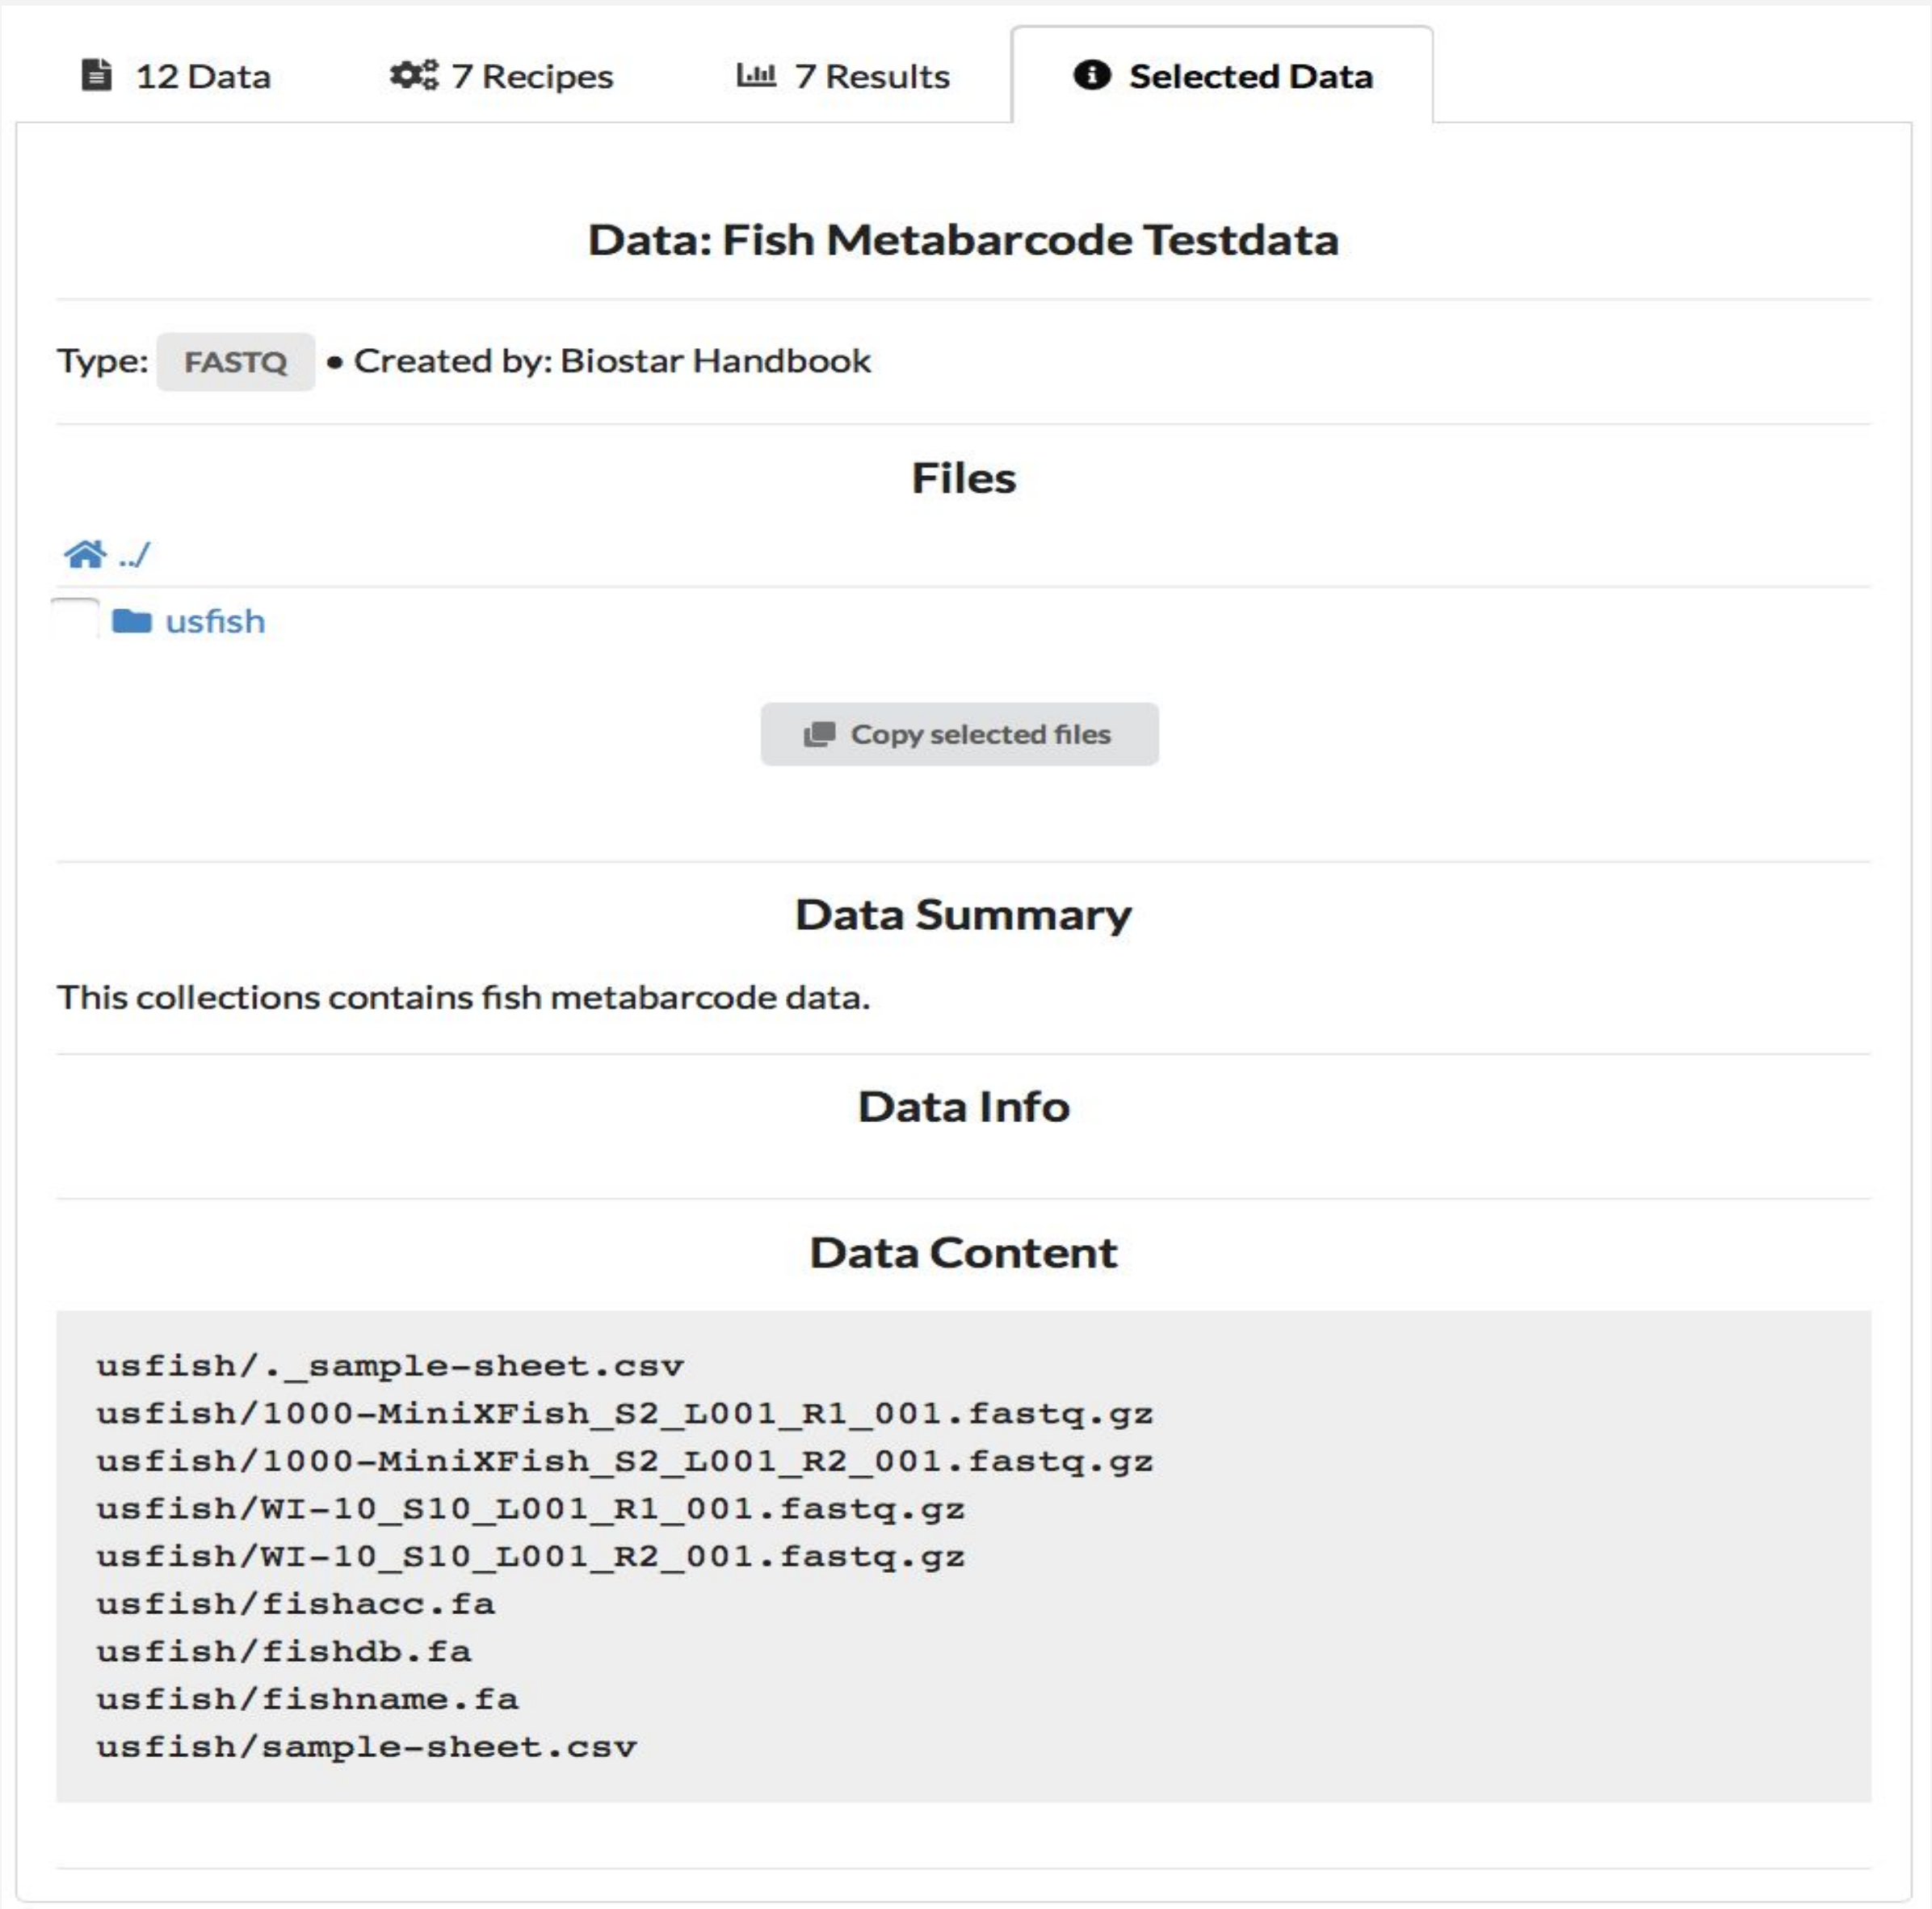 12 Data 7 Recipes 7 Results Selected Data
Data: Fish Metabarcode Testdata
Type: FASTQ • Created by: Biostar Handbook
Files
../
usfish
Copy selected files
Data Summary
This collections contains fish metabarcode data.
Data Info
Data Content
usfish/._sample-sheet.csv
usfish/1000-MiniXFish_S2_L001_R1_001.fastq.gz
usfish/1000-MiniXFish_S2_L001_R2_001.fastq.gz
usfish/WI-10_S10_L001_R1_001.fastq.gz
usfish/WI-10_S10_L001_R2_001.fastq.gz
usfish/fishacc.fa
usfish/fishdb.fa
usfish/fishname.fa
usfish/sample-sheet.csv